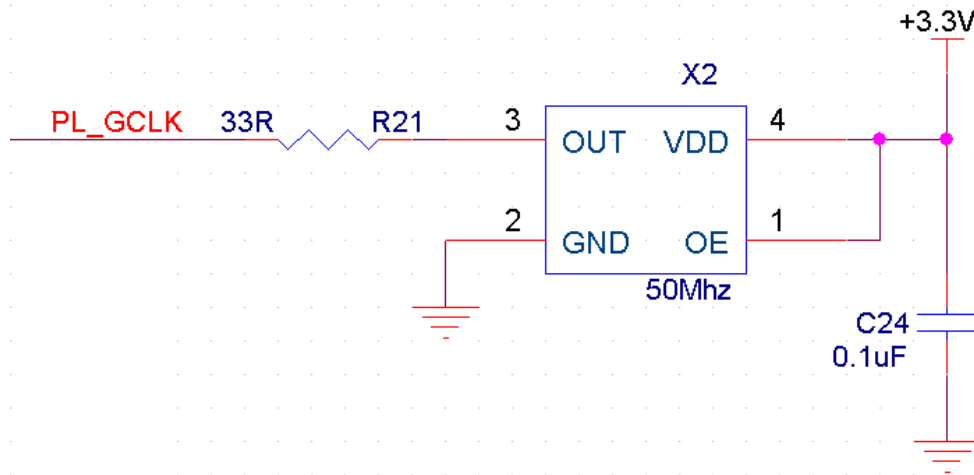 +3.3V
X2
PL_GCLK 33R R21 3 OUT VDD 4
2 GND OE 1
50Mhz
C24
0.1uF